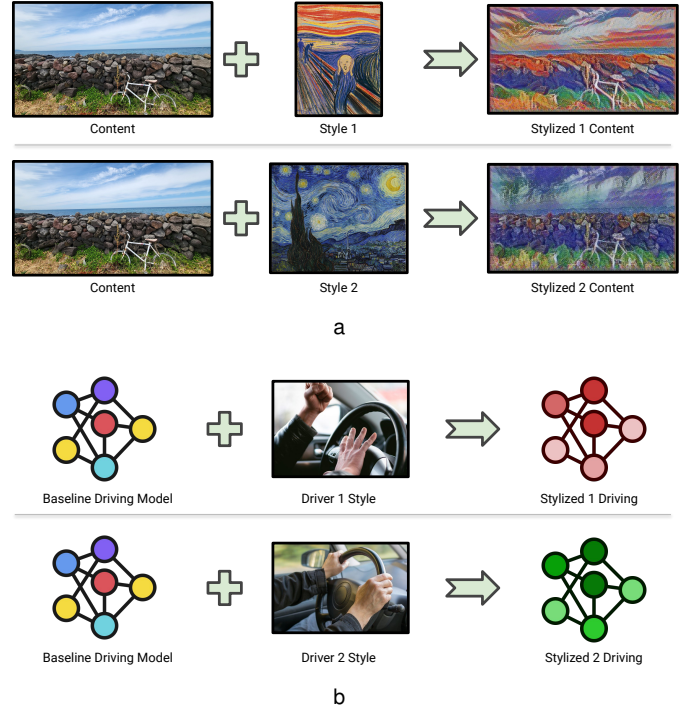 Content
Style 1
Stylized 1 Content
Content
Style 2
Stylized 2 Content
a
Baseline Driving Model
Driver 1 Style
Stylized 1 Driving
Baseline Driving Model
Driver 2 Style
Stylized 2 Driving
b